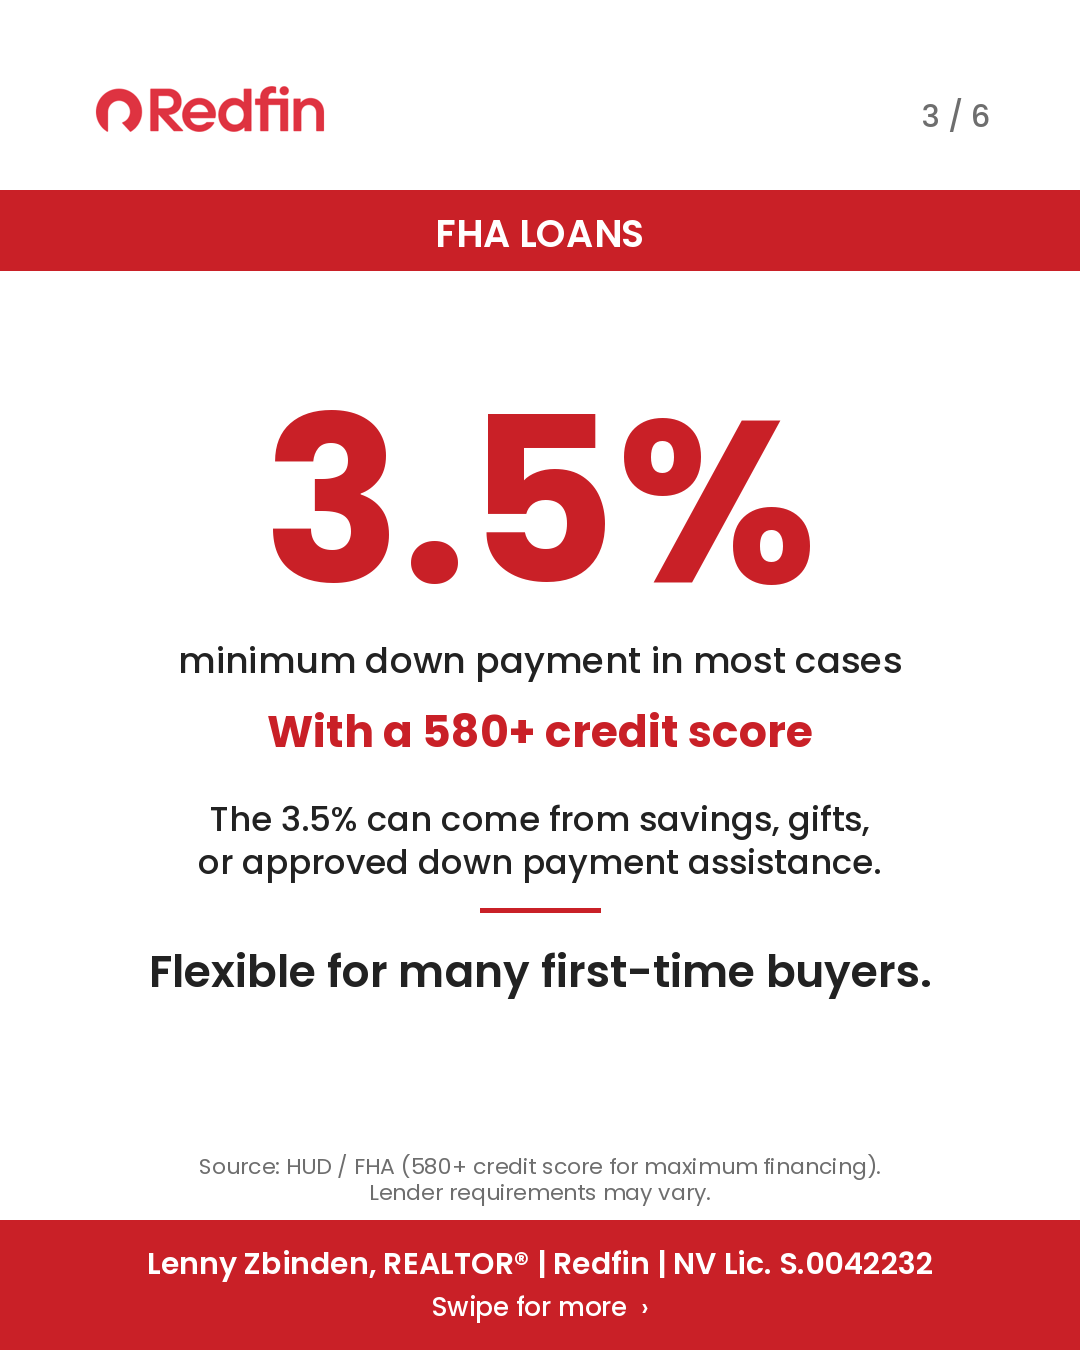 Redfin
3 / 6
FHA LOANS
3.5%
minimum down payment in most cases
With a 580+ credit score
The 3.5% can come from savings, gifts,
or approved down payment assistance.
Flexible for many first-time buyers.
Source: HUD / FHA (580+ credit score for maximum financing).
Lender requirements may vary.
Lenny Zbinden, REALTOR® | Redfin | NV Lic. S.0042232
Swipe for more ›